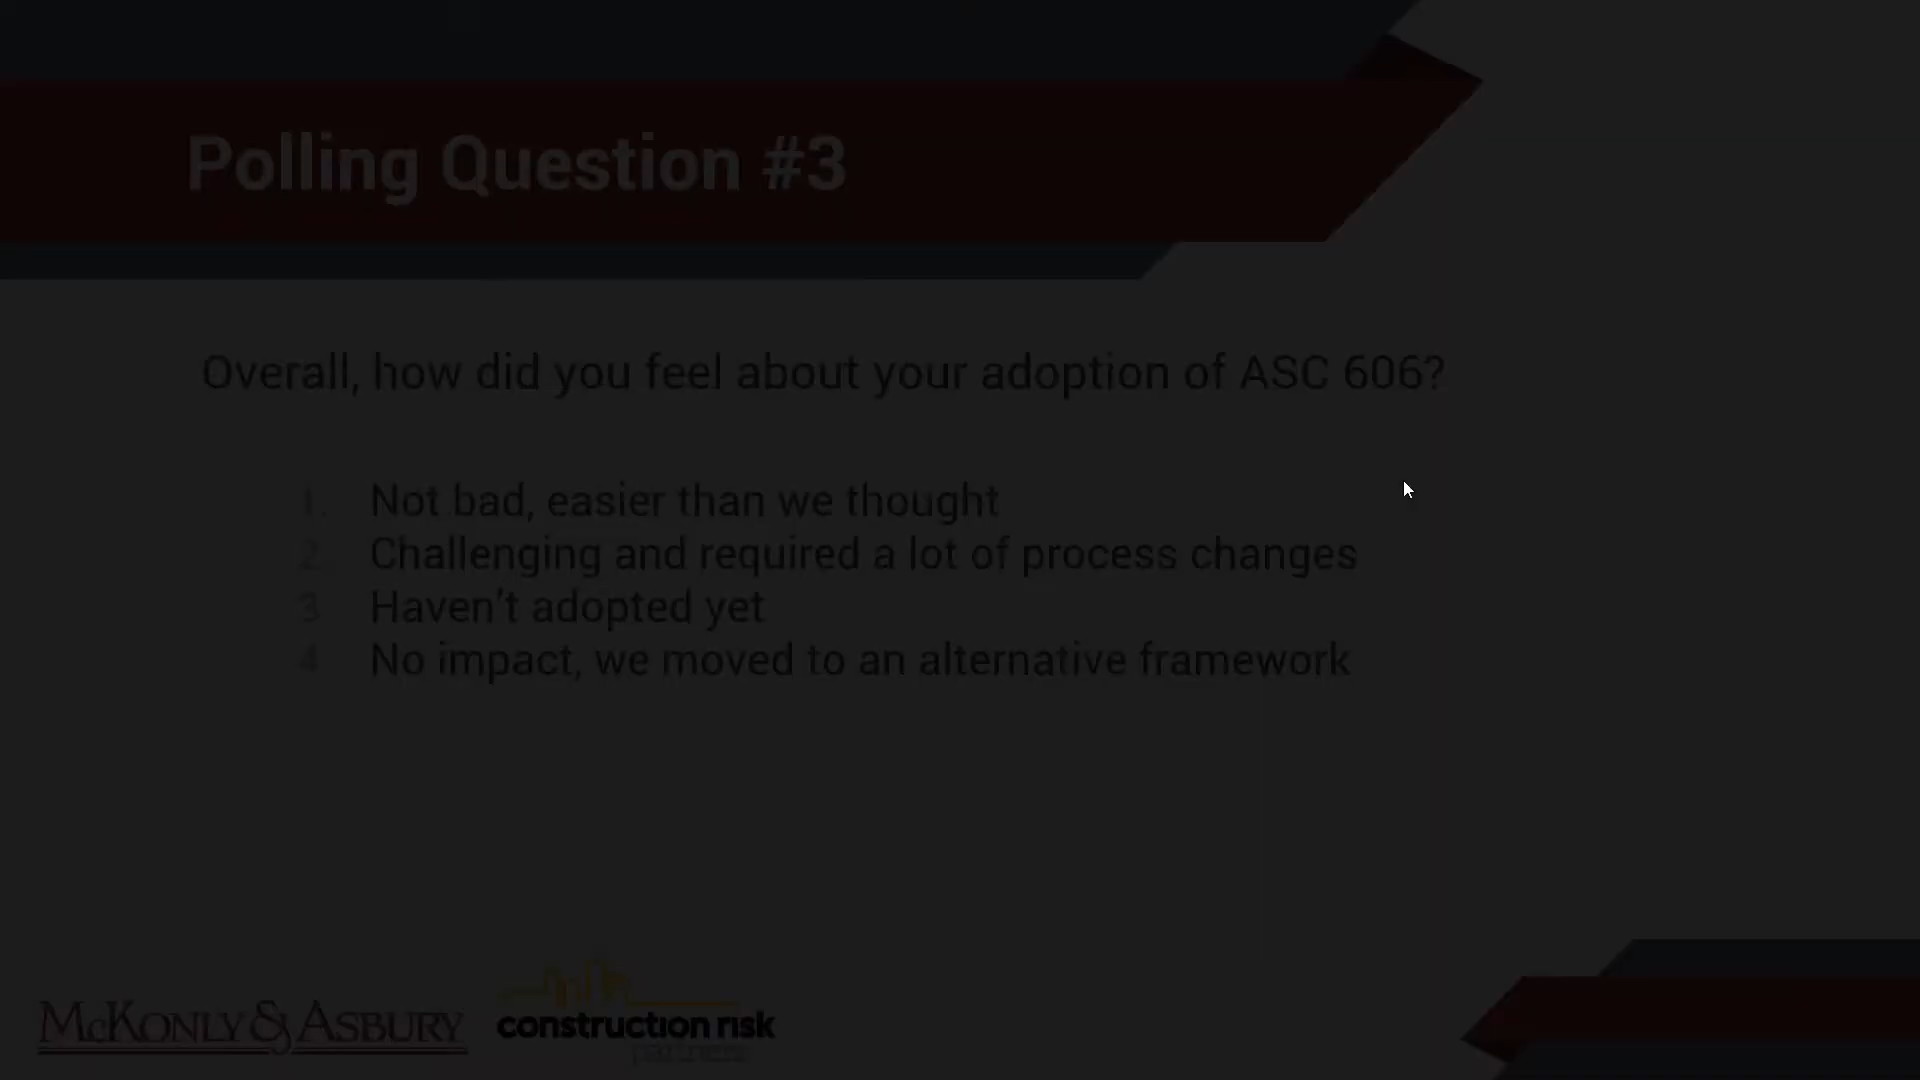 Polling Question #3
Overall, how did you feel about your adoption of ASC 606?
1. Not bad, easier than we thought
2 Challenging and required a lot of process changes
3 Haven't adopted yet
4 No impact, we moved to an alternative framework
McKonly & Asbury
construction risk
partners